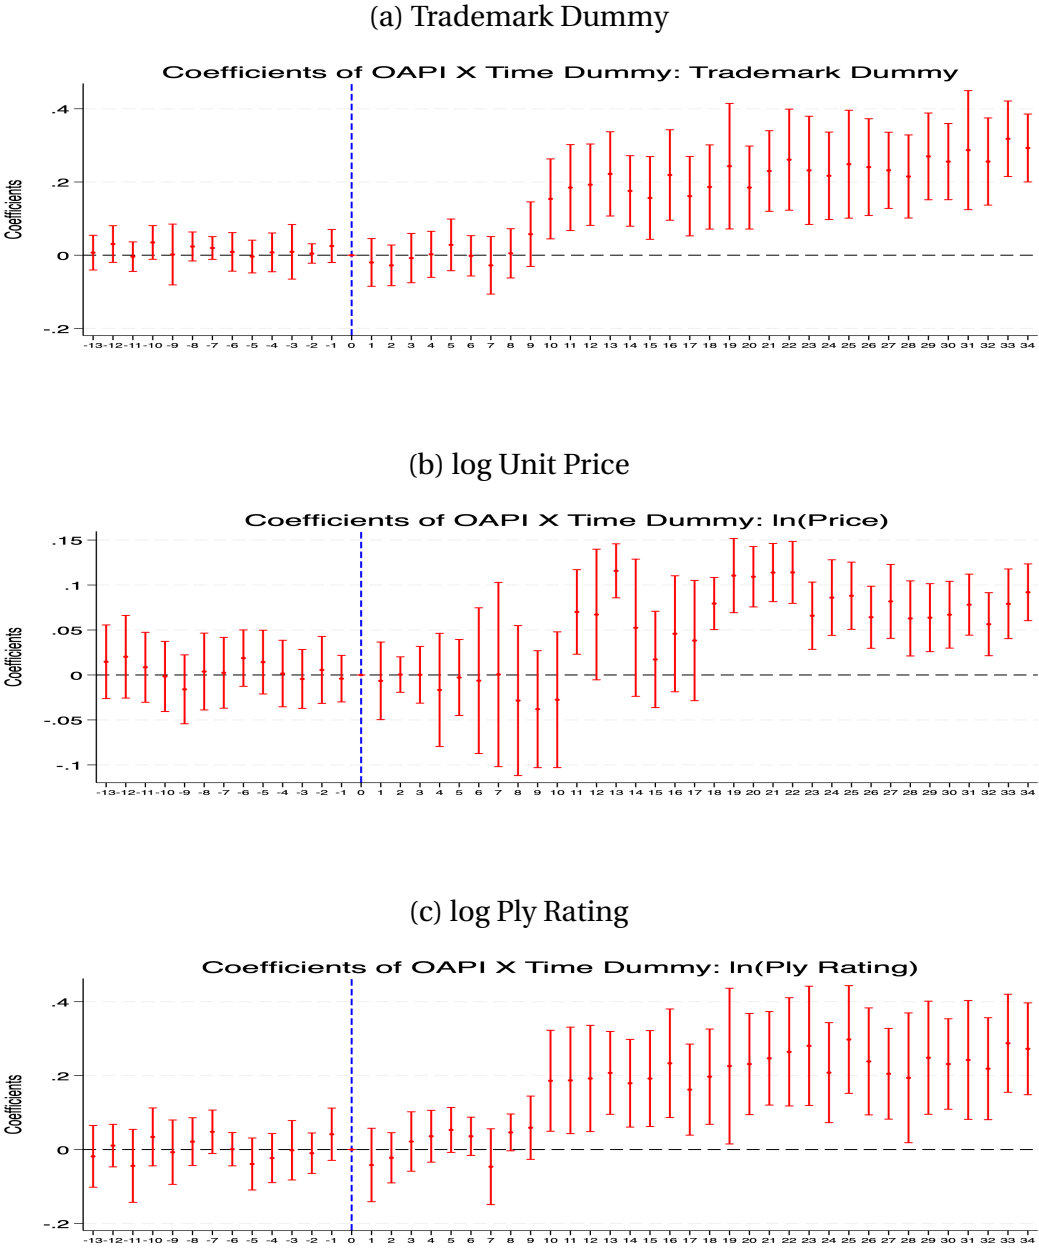 (a) Trademark Dummy
Coefficients of OAPI X Time Dummy: Trademark Dummy
Coefficients
.4
.2
0
-.2
-13 -12 -11 -10 -9 -8 -7 -6 -5 -4 -3 -2 -1 0 1 2 3 4 5 6 7 8 9 10 11 12 13 14 15 16 17 18 19 20 21 22 23 24 25 26 27 28 29 30 31 32 33 34
(b) log Unit Price
Coefficients of OAPI X Time Dummy: ln(Price)
Coefficients
.15
.1
.05
0
-.05
-.1
-13 -12 -11 -10 -9 -8 -7 -6 -5 -4 -3 -2 -1 0 1 2 3 4 5 6 7 8 9 10 11 12 13 14 15 16 17 18 19 20 21 22 23 24 25 26 27 28 29 30 31 32 33 34
(c) log Ply Rating
Coefficients of OAPI X Time Dummy: ln(Ply Rating)
Coefficients
.4
.2
0
-.2
-13 -12 -11 -10 -9 -8 -7 -6 -5 -4 -3 -2 -1 0 1 2 3 4 5 6 7 8 9 10 11 12 13 14 15 16 17 18 19 20 21 22 23 24 25 26 27 28 29 30 31 32 33 34